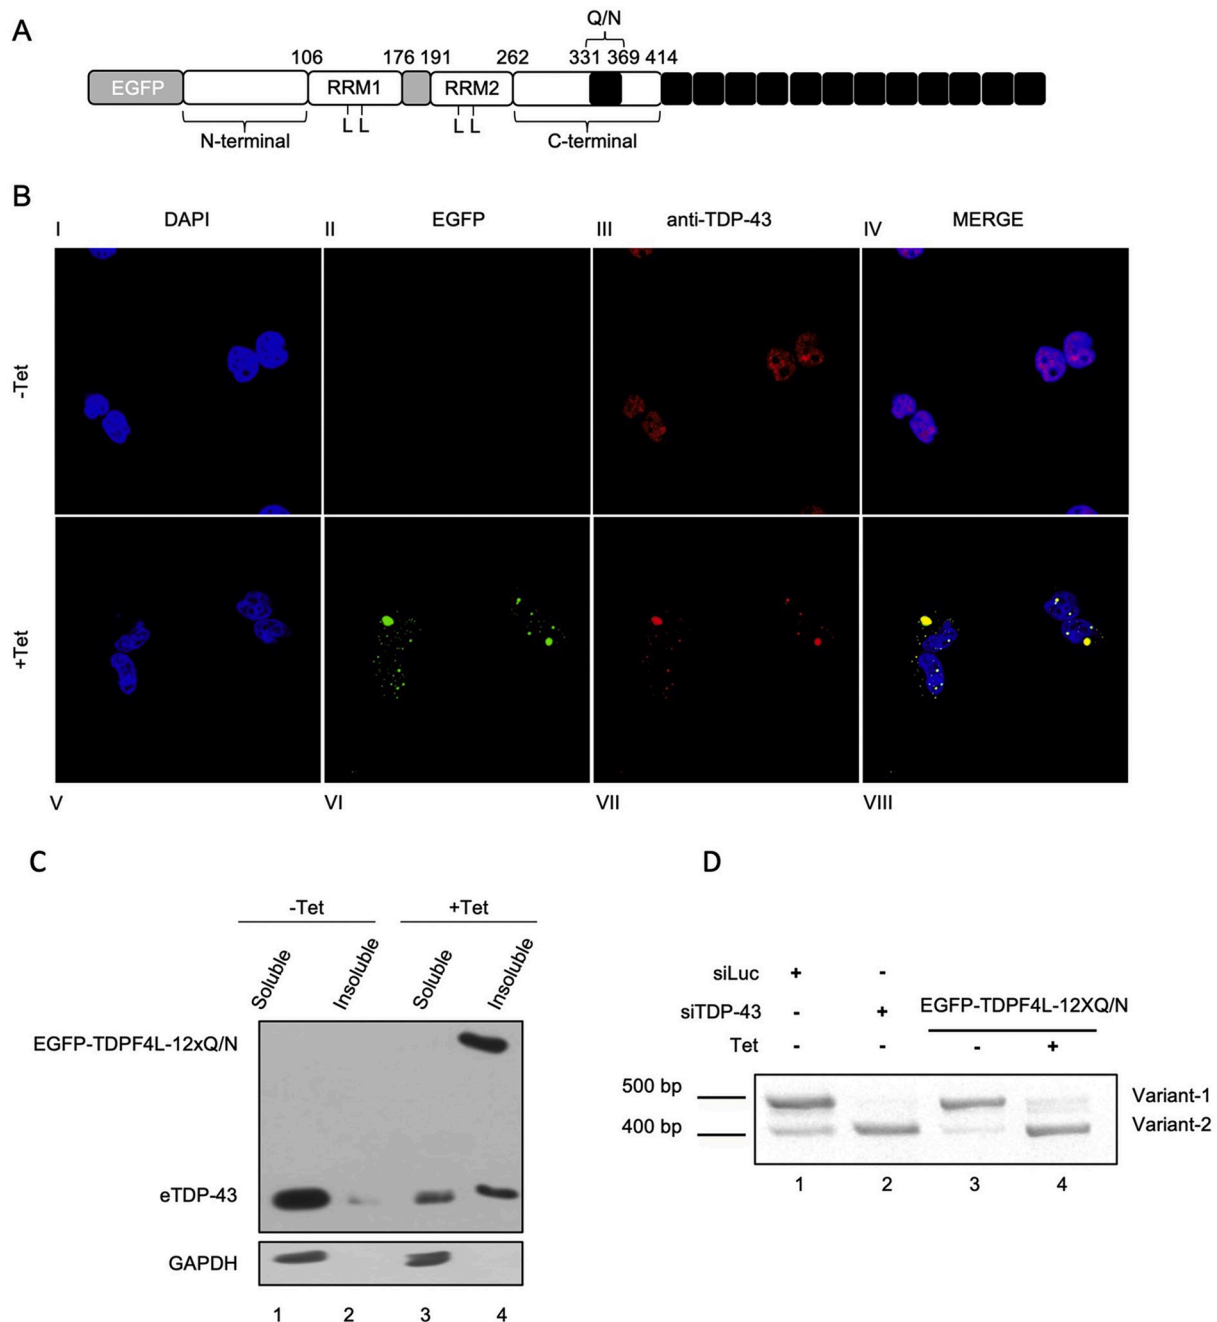 A
Q/N
106 176 191 262 331 369 414
EGFP RRM1 RRM2
L L L L
N-terminal C-terminal
B
I DAPI II EGFP III anti-TDP-43 IV MERGE
-Tet
+Tet
V VI VII VIII
C
-Tet +Tet
Soluble Insoluble Soluble Insoluble
EGFP-TDPF4L-12xQ/N
eTDP-43
GAPDH
1 2 3 4
D
siLuc + -
siTDP-43 - + EGFP-TDPF4L-12XQ/N
Tet - - - +
500 bp Variant-1
400 bp Variant-2
1 2 3 4